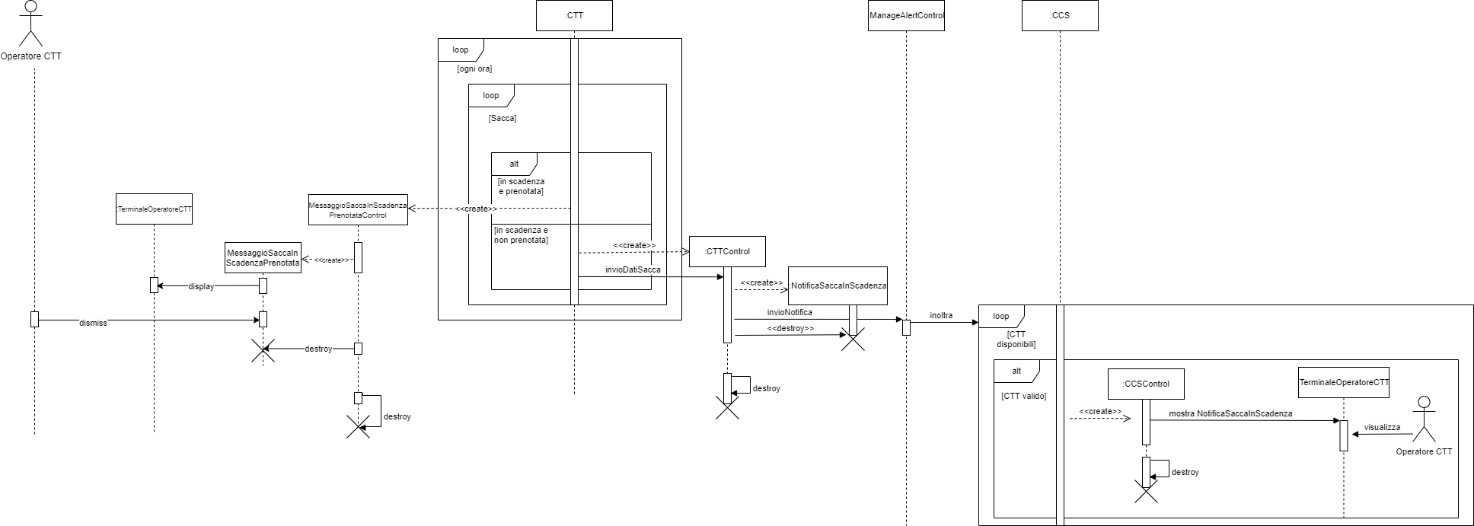 Operatore CTT
:CTT
ManageAlertControl
:CCS
loop
[ogni ora]
loop
[Sacca]
alt
[in scadenza
e prenotata]
:TerminaleOperatoreCTT
MessaggioSaccaInScadenza
PrenotataControl
<<create>>
[in scadenza e
non prenotata]
MessaggioSaccaIn
ScadenzaPrenotata
<<create>>
<<create>>
:CTTControl
display
invioDatiSacca
<<create>>
NotificaSaccaInScadenza
dismiss
invioNotifica
inoltra
<<destroy>>
destroy
destroy
destroy
loop
[CTT
disponibili]
alt
[CTT valido]
:CCSControl
TerminaleOperatoreCTT
<<create>>
mostra NotificaSaccaInScadenza
visualizza
Operatore CTT
destroy